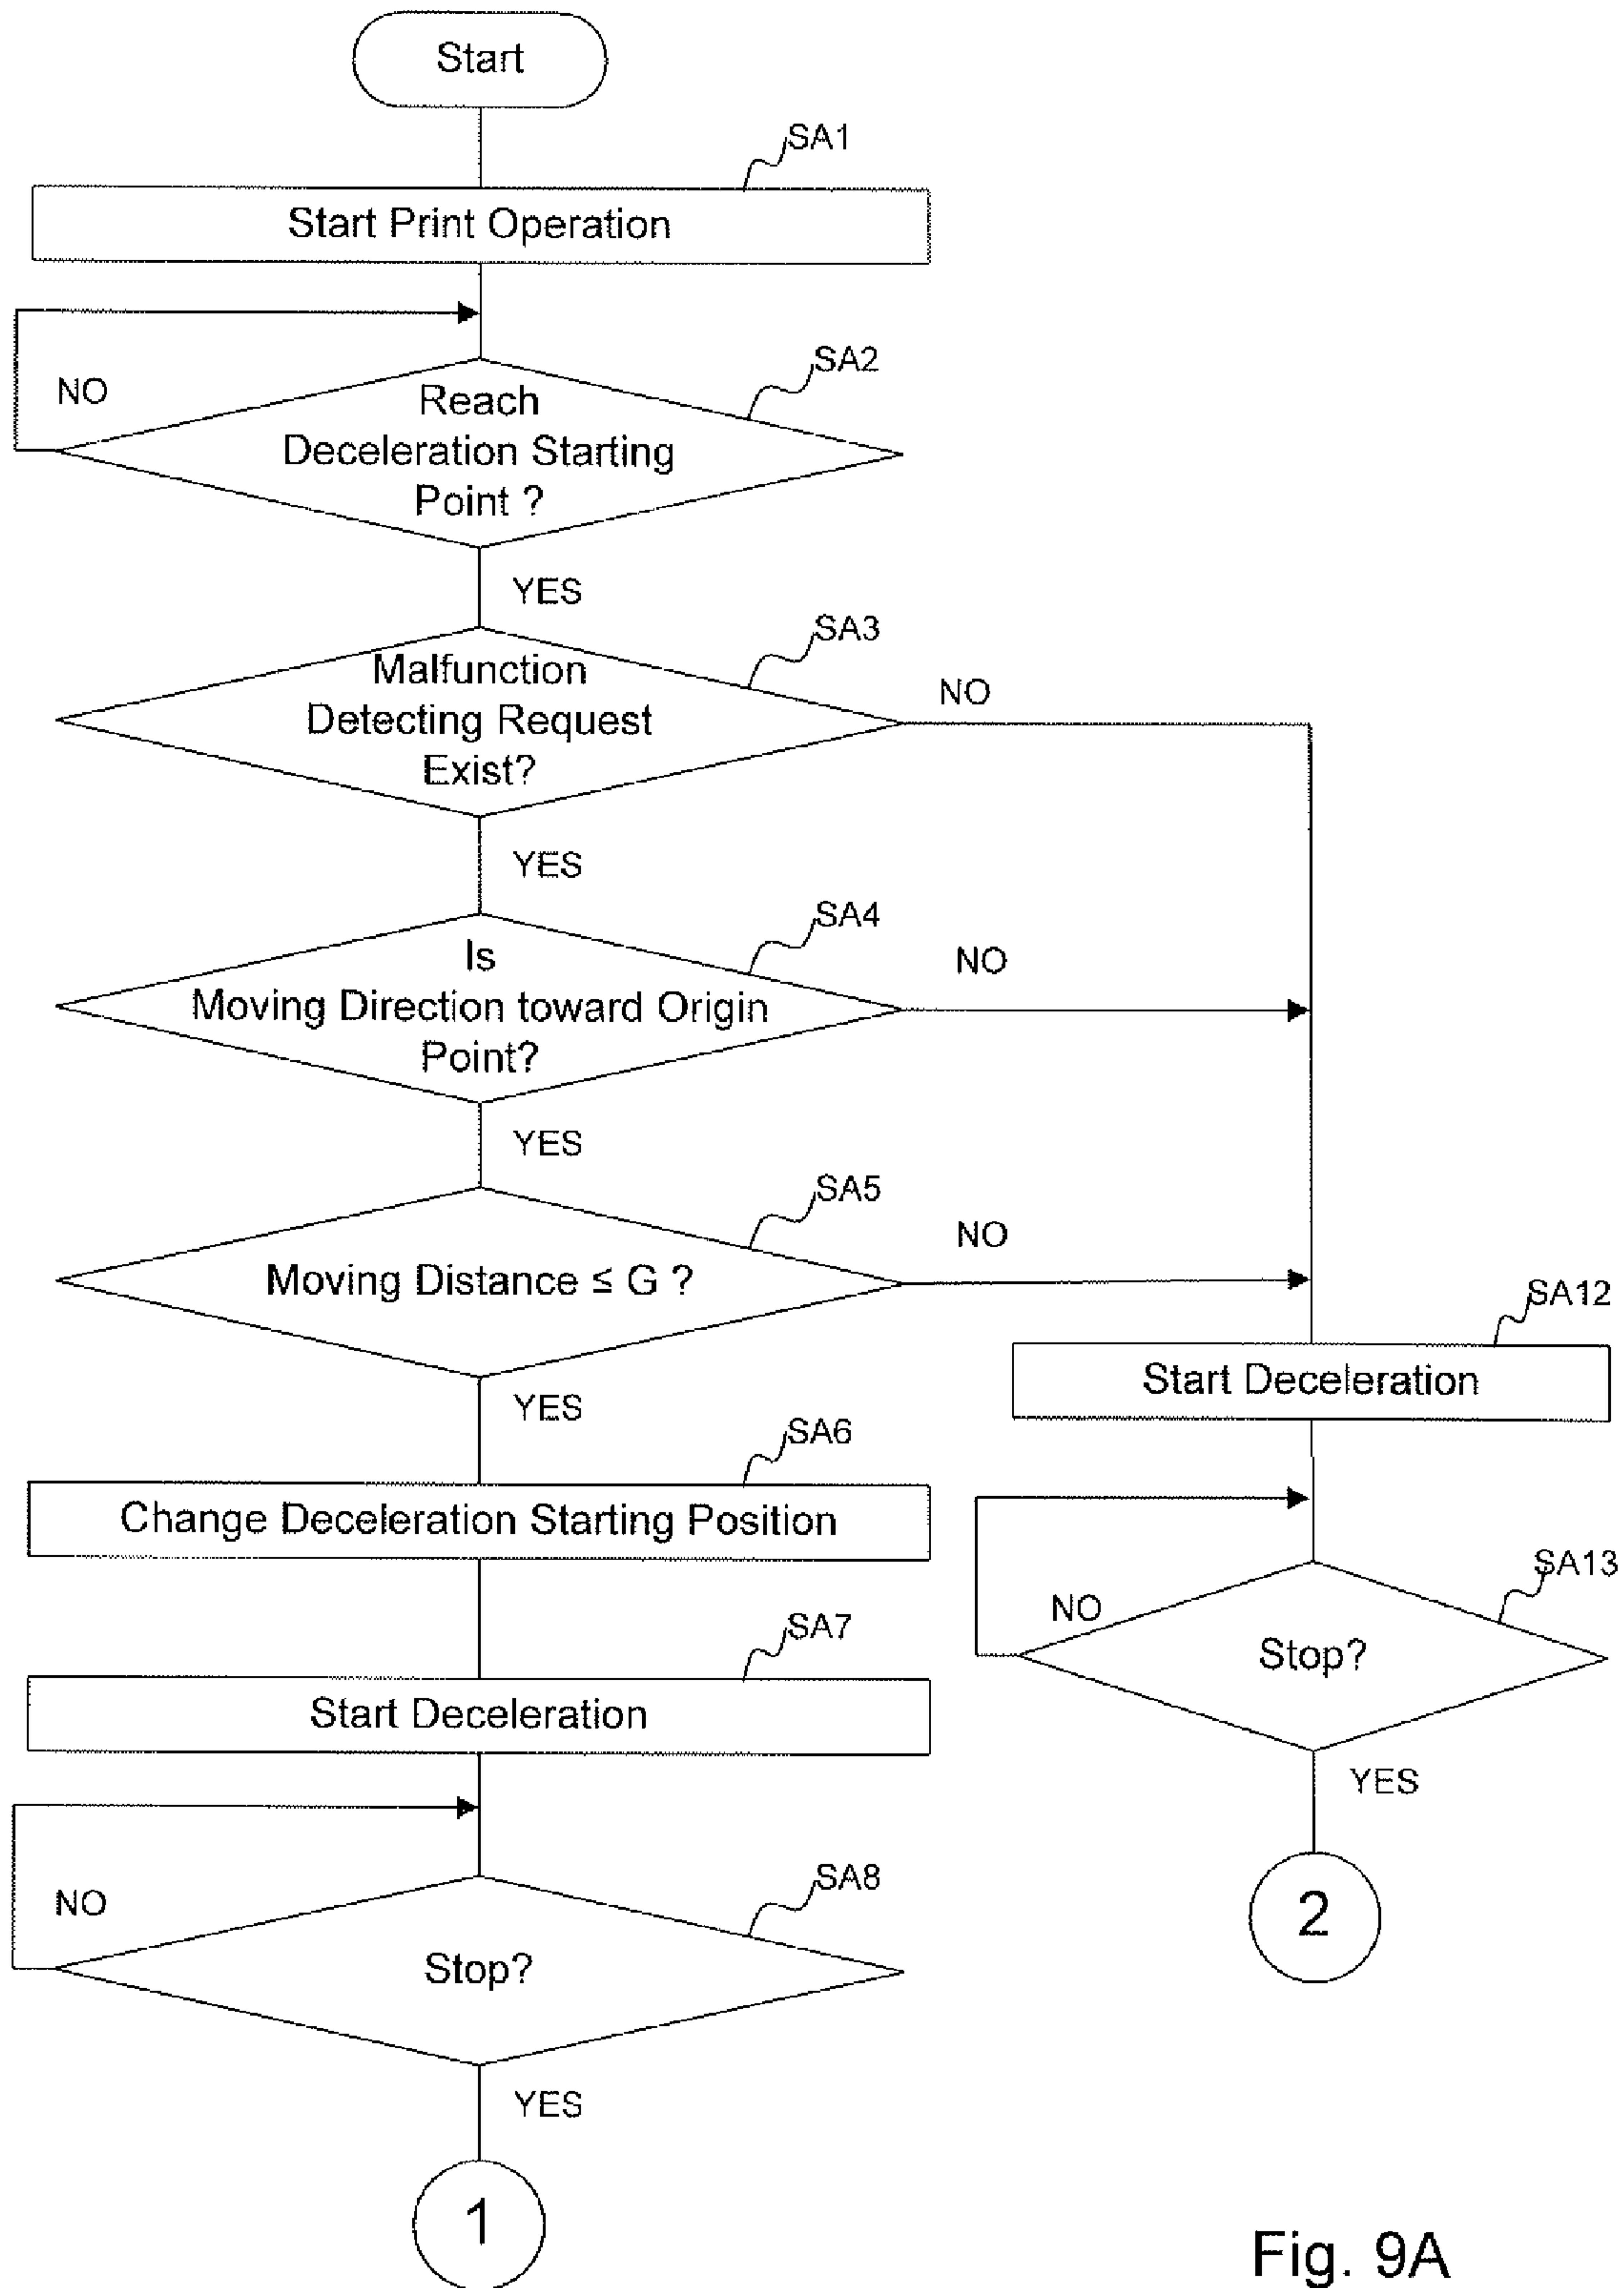 Start
SA1
Start Print Operation
SA2
NO
Reach
Deceleration Starting
Point ?
YES
SA3
Malfunction
Detecting Request
Exist?
NO
YES
SA4
Is
Moving Direction toward Origin
Point?
NO
YES
SA5
Moving Distance ≤ G ?
NO
YES
SA6
Change Deceleration Starting Position
SA7
Start Deceleration
SA8
NO
Stop?
YES
1
SA12
Start Deceleration
SA13
NO
Stop?
YES
2
Fig. 9A